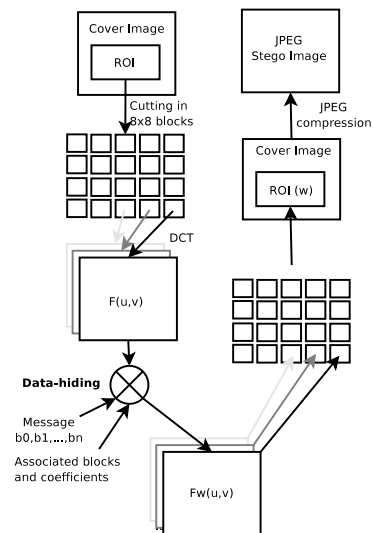 Cover Image
ROI
Cutting in
8x8 blocks
DCT
F(u,v)
Data-hiding
Message
b0,b1,...,bn
Associated blocks
and coefficients
Fw(u,v)
JPEG
Stego Image
JPEG
compression
Cover Image
ROI (w)